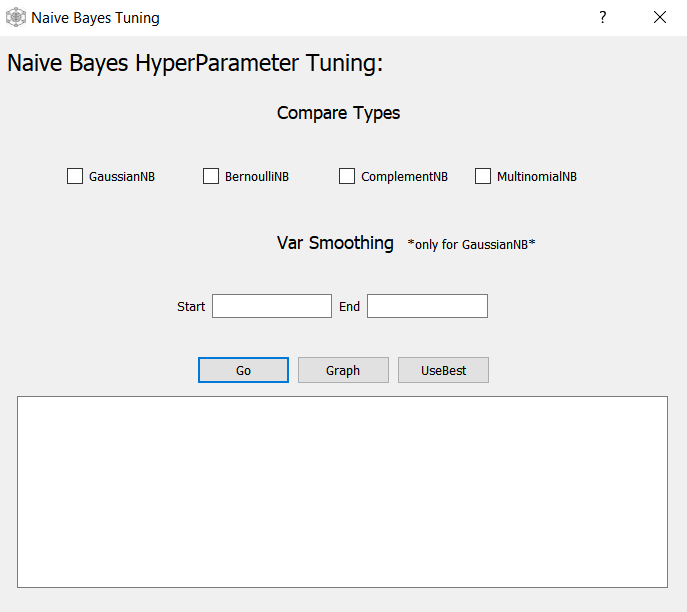 Naive Bayes Tuning ?
Naive Bayes HyperParameter Tuning:
Compare Types
GaussianNB BernoulliNB ComplementNB MultinomialNB
Var Smoothing *only for GaussianNB*
Start End
Go Graph UseBest